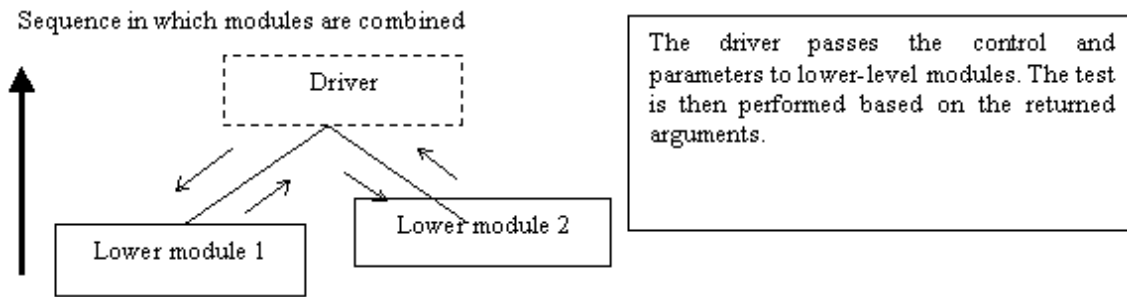 Sequence in which modules are combined
Driver
Lower module 1
Lower module 2
The driver passes the control and
parameters to lower-level modules. The test
is then performed based on the returned
arguments.